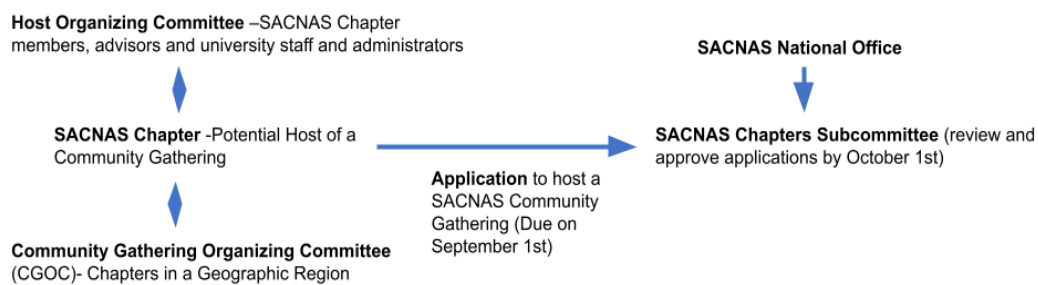 Host Organizing Committee –SACNAS Chapter
members, advisors and university staff and administrators
SACNAS National Office
SACNAS Chapter -Potential Host of a
Community Gathering
SACNAS Chapters Subcommittee (review and
approve applications by October 1st)
Application to host a
SACNAS Community
Gathering (Due on
September 1st)
Community Gathering Organizing Committee
(CGOC)- Chapters in a Geographic Region